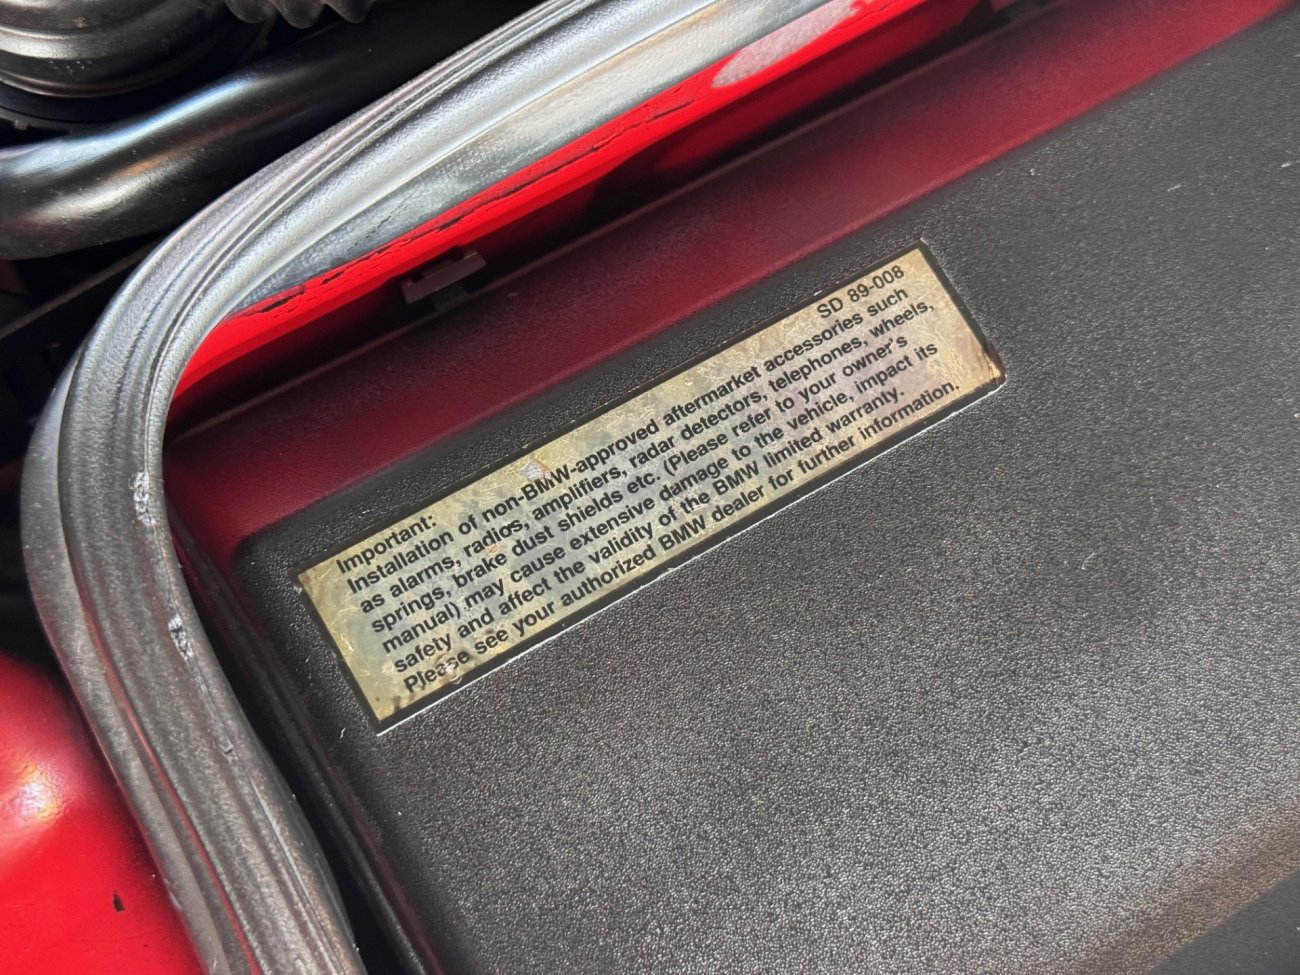 SD 89-008
Important:
Installation of non-BMW-approved aftermarket accessories such
as alarms, radios, amplifiers, radar detectors, telephones, wheels,
springs, brake dust shields etc. (Please refer to your owner's
manual) may cause extensive damage to the vehicle, impact its
safety and affect the validity of the BMW limited warranty.
Please see your authorized BMW dealer for further information.